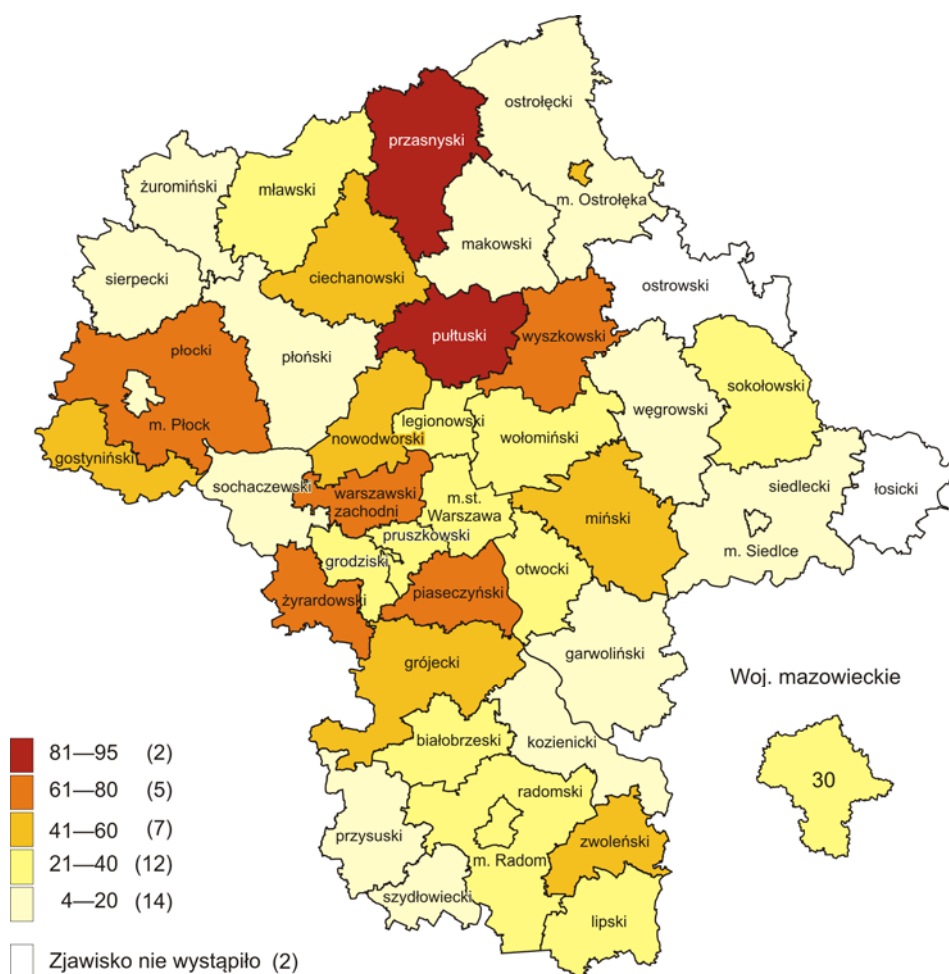 ostrołęcki
przasnyski
mławski
żuromiński
m. Ostrołęka
makowski
sierpecki
ciechanowski
ostrowski
płocki
płoński
pułtuski
wyszkowski
sokołowski
węgrowski
m. Płock
legionowski
nowodworski
wołomiński
gostyniński
sochaczewski
warszawski
zachodni
m.st.
Warszawa
miński
siedlecki
łosicki
pruszkowski
m. Siedlce
grodziski
otwocki
żyrardowski
piaseczyński
garwoliński
grójecki
Woj. mazowieckie
białobrzeski
kozienicki
30
radomski
przysuski
zwoleński
m. Radom
szydłowiecki
lipski
81—95 (2)
61—80 (5)
41—60 (7)
21—40 (12)
4—20 (14)
Zjawisko nie wystąpiło (2)